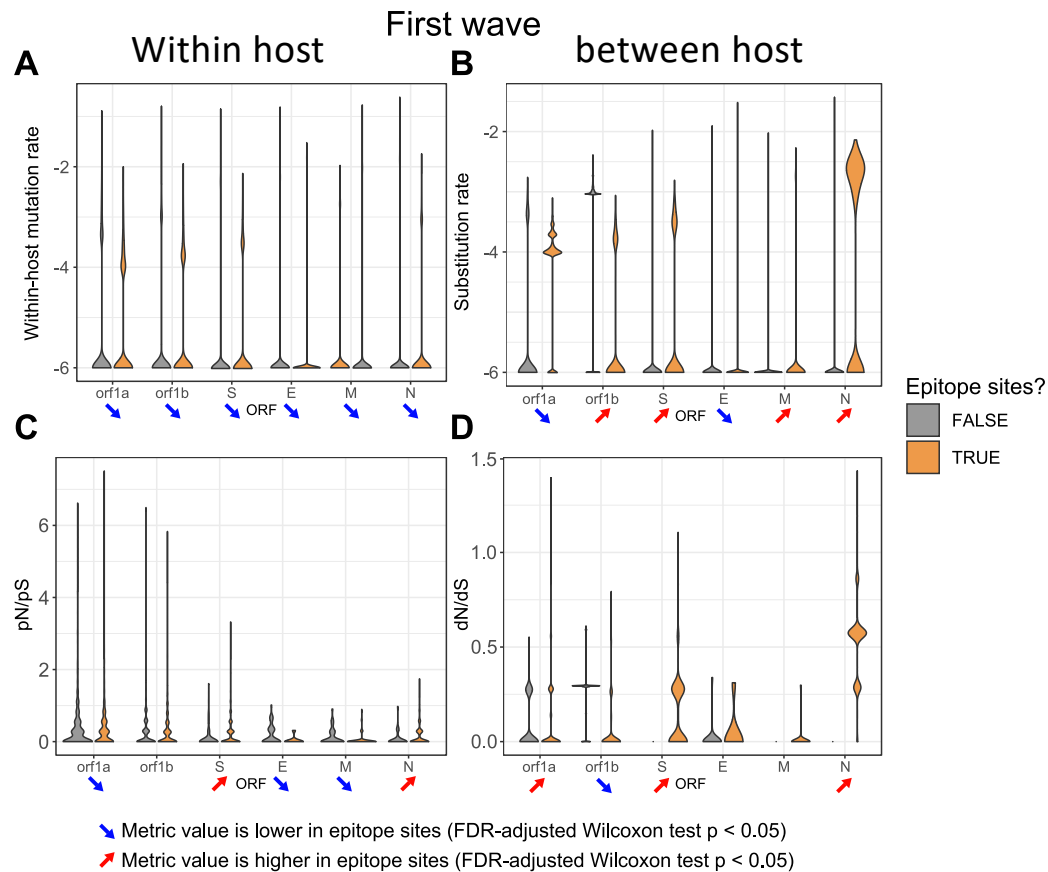 First wave
Within host
between host
A
B
Within-host mutation rate
-2
-4
-6
orf1a
orf1b
S
E
M
N
ORF
Substitution rate
-2
-4
-6
orf1a
orf1b
S
E
M
N
ORF
Epitope sites?
FALSE
TRUE
C
D
pN/pS
6
4
2
0
orf1a
orf1b
S
E
M
N
ORF
dN/dS
1.5
1.0
0.5
0.0
orf1a
orf1b
S
E
M
N
ORF
Metric value is lower in epitope sites (FDR-adjusted Wilcoxon test p < 0.05)
Metric value is higher in epitope sites (FDR-adjusted Wilcoxon test p < 0.05)